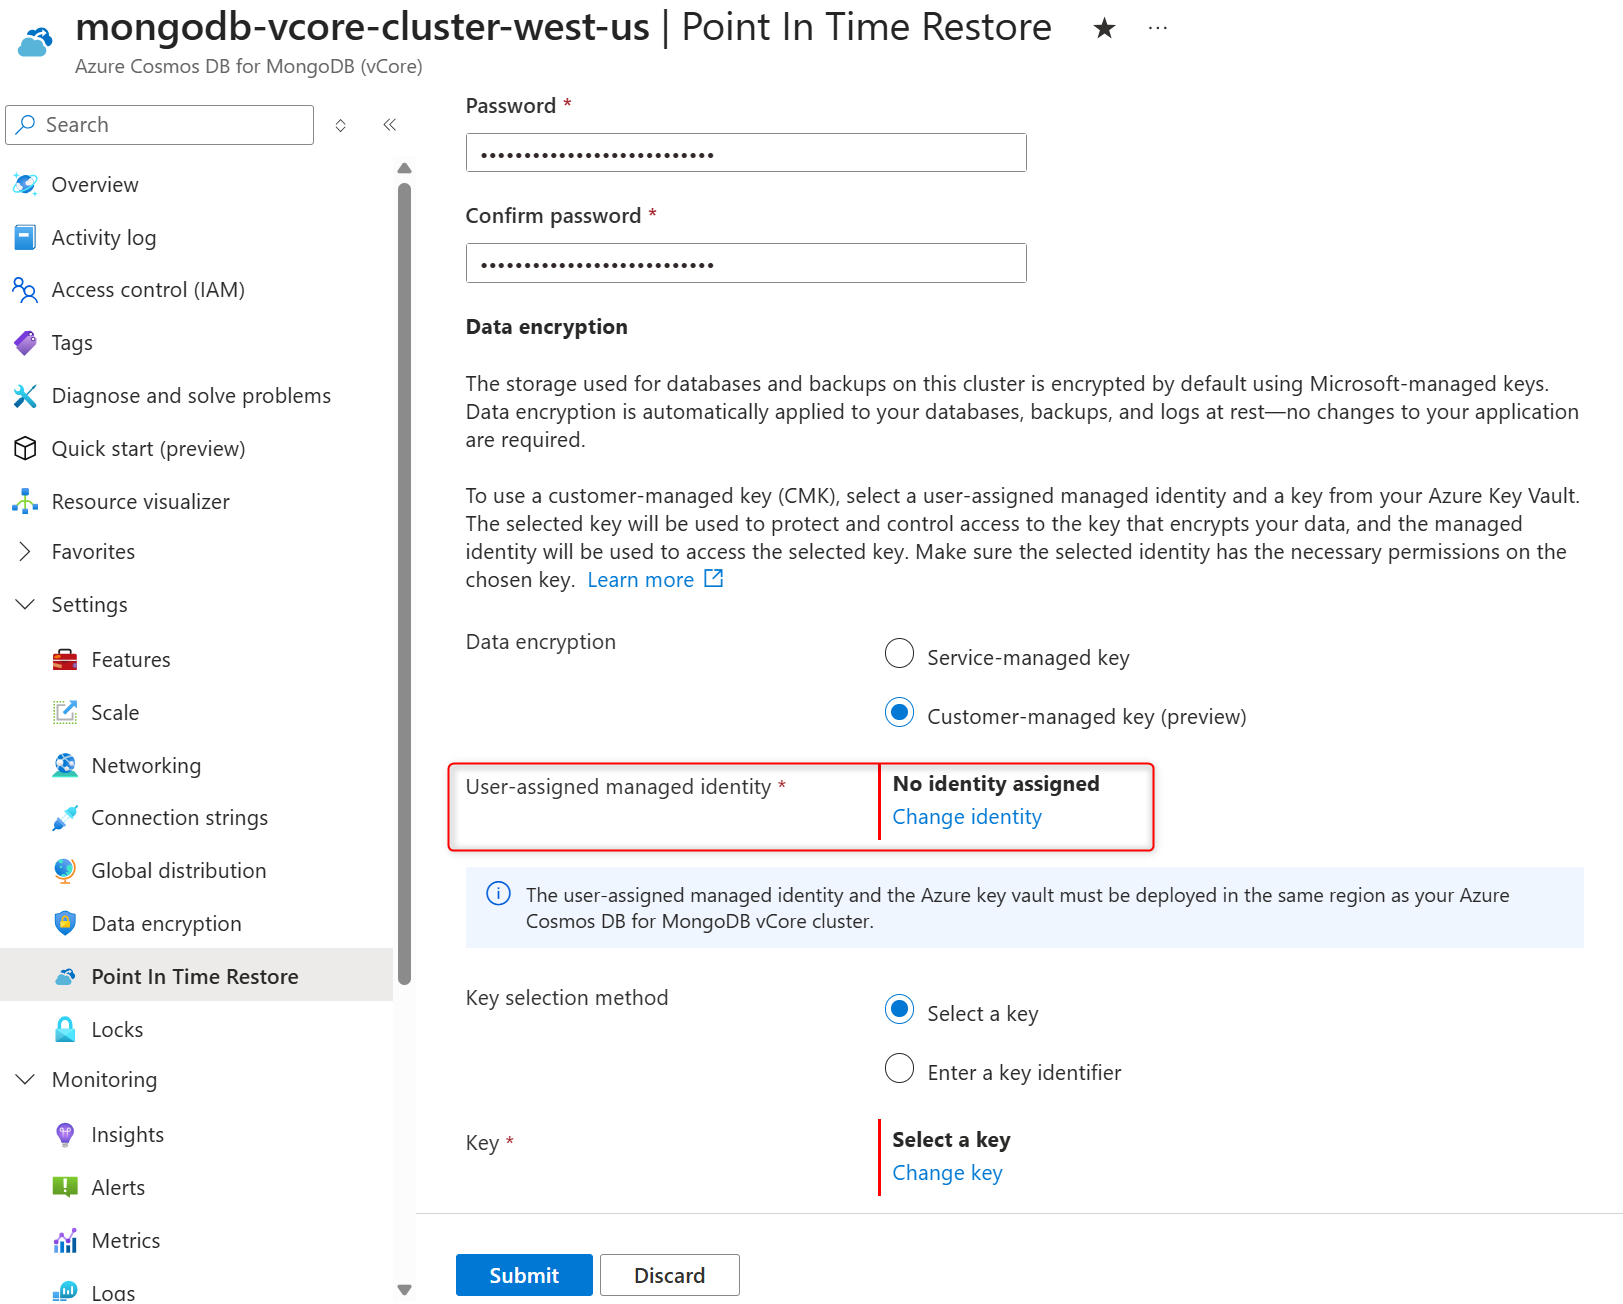 mongodb-vcore-cluster-west-us | Point In Time Restore ★ ···
Azure Cosmos DB for MongoDB (vCore)
Search
Overview
Activity log
Access control (IAM)
Tags
Diagnose and solve problems
Quick start (preview)
Resource visualizer
Favorites
Settings
Features
Scale
Networking
Connection strings
Global distribution
Data encryption
Point In Time Restore
Locks
Monitoring
Insights
Alerts
Metrics
Logs
Password *
•••••••••••••••••••••••••••
Confirm password *
•••••••••••••••••••••••••••
Data encryption
The storage used for databases and backups on this cluster is encrypted by default using Microsoft-managed keys.
Data encryption is automatically applied to your databases, backups, and logs at rest—no changes to your application
are required.
To use a customer-managed key (CMK), select a user-assigned managed identity and a key from your Azure Key Vault.
The selected key will be used to protect and control access to the key that encrypts your data, and the managed
identity will be used to access the selected key. Make sure the selected identity has the necessary permissions on the
chosen key. Learn more
Data encryption
Service-managed key
Customer-managed key (preview)
User-assigned managed identity *
No identity assigned
Change identity
The user-assigned managed identity and the Azure key vault must be deployed in the same region as your Azure
Cosmos DB for MongoDB vCore cluster.
Key selection method
Select a key
Enter a key identifier
Key *
Select a key
Change key
Submit
Discard